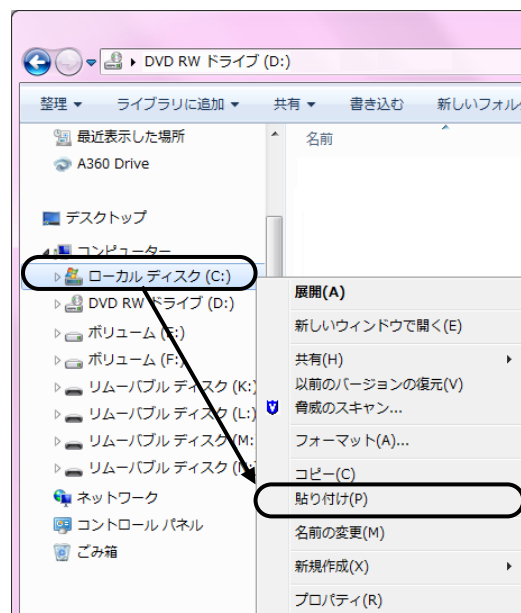 DVD RW ドライブ (D:)
整理 ライブラリに追加 共有 書き込む 新しいフォル
最近表示した場所
A360 Drive
デスクトップ
コンピューター
ローカル ディスク (C:)
DVD RW ドライブ (D:)
ボリューム (E:)
ボリューム (F:)
リムーバブル ディスク (K:)
リムーバブル ディスク (L:)
リムーバブル ディスク (M:
リムーバブル ディスク (N:
ネットワーク
コントロール パネル
ごみ箱
名前
展開(A)
新しいウィンドウで開く(E)
共有(H)
以前のバージョンの復元(V)
脅威のスキャン...
フォーマット(A)...
コピー(C)
貼り付け(P)
名前の変更(M)
新規作成(X)
プロパティ(R)